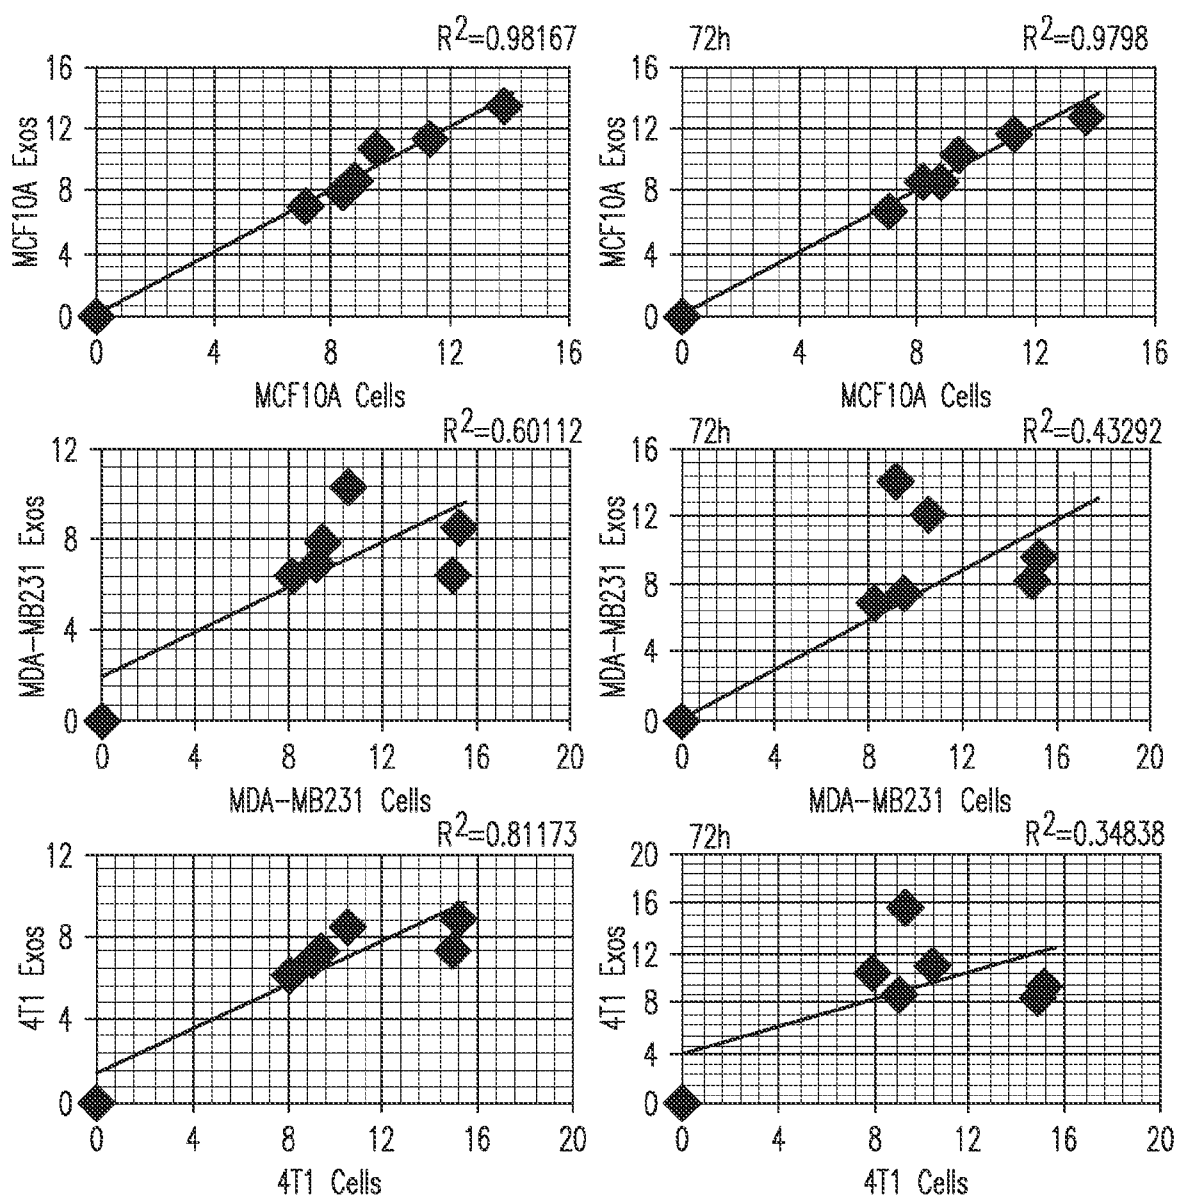 R²=0.98167
MCF10A Exos
16
12
8
4
0
0 4 8 12 16
MCF10A Cells
72h R²=0.9798
MCF10A Exos
16
12
8
4
0
0 4 8 12 16
MCF10A Cells
R²=0.60112
MDA-MB231 Exos
12
8
4
0
0 4 8 12 16 20
MDA-MB231 Cells
72h R²=0.43292
MDA-MB231 Exos
16
12
8
4
0
0 4 8 12 16 20
MDA-MB231 Cells
R²=0.81173
4T1 Exos
12
8
4
0
0 4 8 12 16 20
4T1 Cells
72h R²=0.34838
4T1 Exos
20
16
12
8
4
0
0 4 8 12 16 20
4T1 Cells